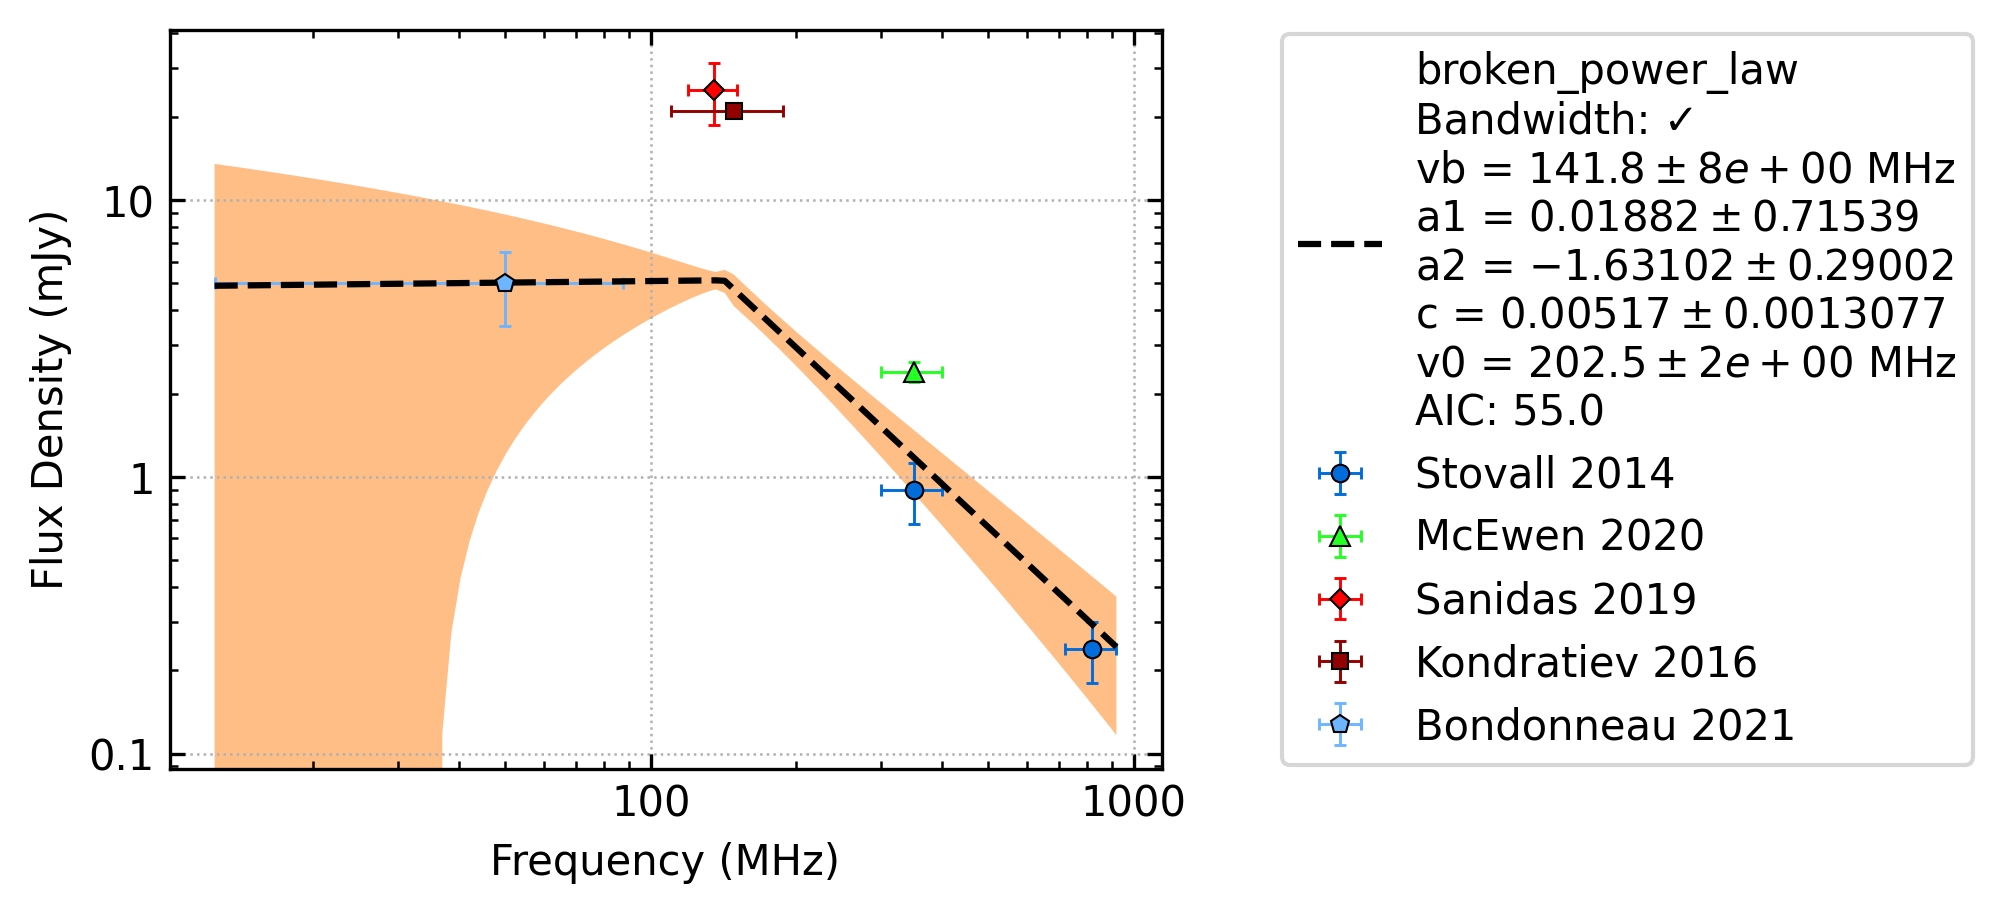 10
1
0.1
100
1000
Frequency (MHz)
Flux Density (mJy)
broken_power_law
Bandwidth: ✓
vb = 141.8 ± 8e + 00 MHz
a1 = 0.01882 ± 0.71539
a2 = −1.63102 ± 0.29002
c = 0.00517 ± 0.0013077
v0 = 202.5 ± 2e + 00 MHz
AIC: 55.0
Stovall 2014
McEwen 2020
Sanidas 2019
Kondratiev 2016
Bondonneau 2021